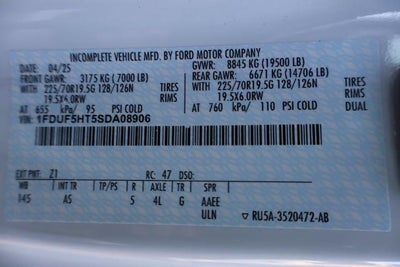 INCOMPLETE VEHICLE MFD. BY FORD MOTOR COMPANY
DATE: 04/25 GVWR: 8845 KG (19500 LB)
FRONT GAWR: 3175 KG (7000 LB) REAR GAWR: 6671 KG (14706 LB)
WITH 225/70R19.5G 128/126N TIRES WITH 225/70R19.5G 128/126N TIRES
19.5X6.0RW RIMS 19.5X6.0RW RIMS
AT 655 kPa/ 95 PSI COLD AT 760 kPa/ 110 PSI COLD DUAL
VIN: 1FDUF5HT5SDA08906
EXT PNT: Z1 RC: 47 DSO:
WB INT TR TP/PS R AXLE TR SPR
145 AS 5 4L G AAEE
ULN ▽ RU5A-3520472-AB